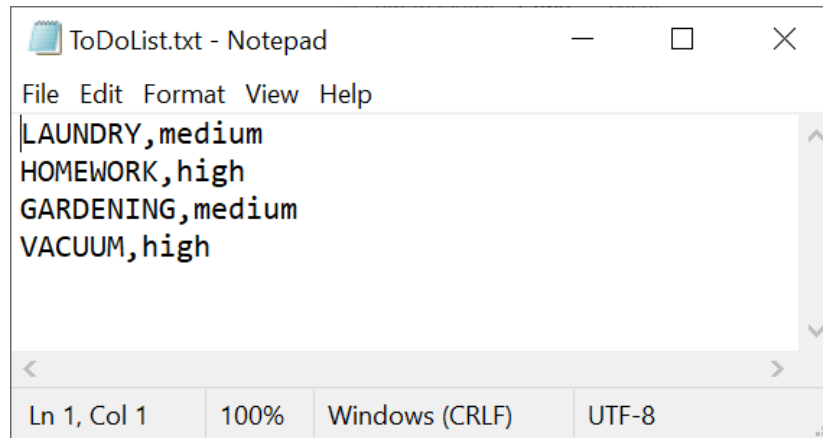 ToDoList.txt - Notepad
File Edit Format View Help
LAUNDRY,medium
HOMEWORK,high
GARDENING,medium
VACUUM,high
Ln 1, Col 1 100% Windows (CRLF) UTF-8